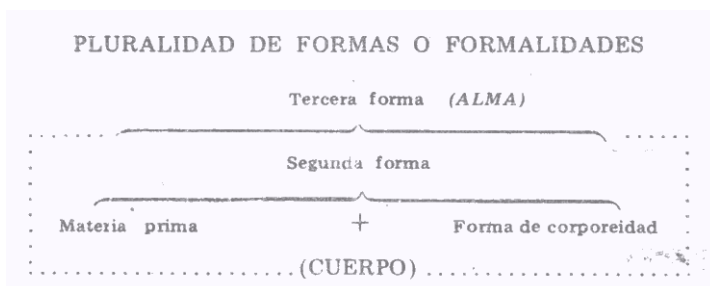 PLURALIDAD DE FORMAS O FORMALIDADES
Tercera forma (ALMA)
Segunda forma
Materia prima + Forma de corporeidad
(CUERPO)